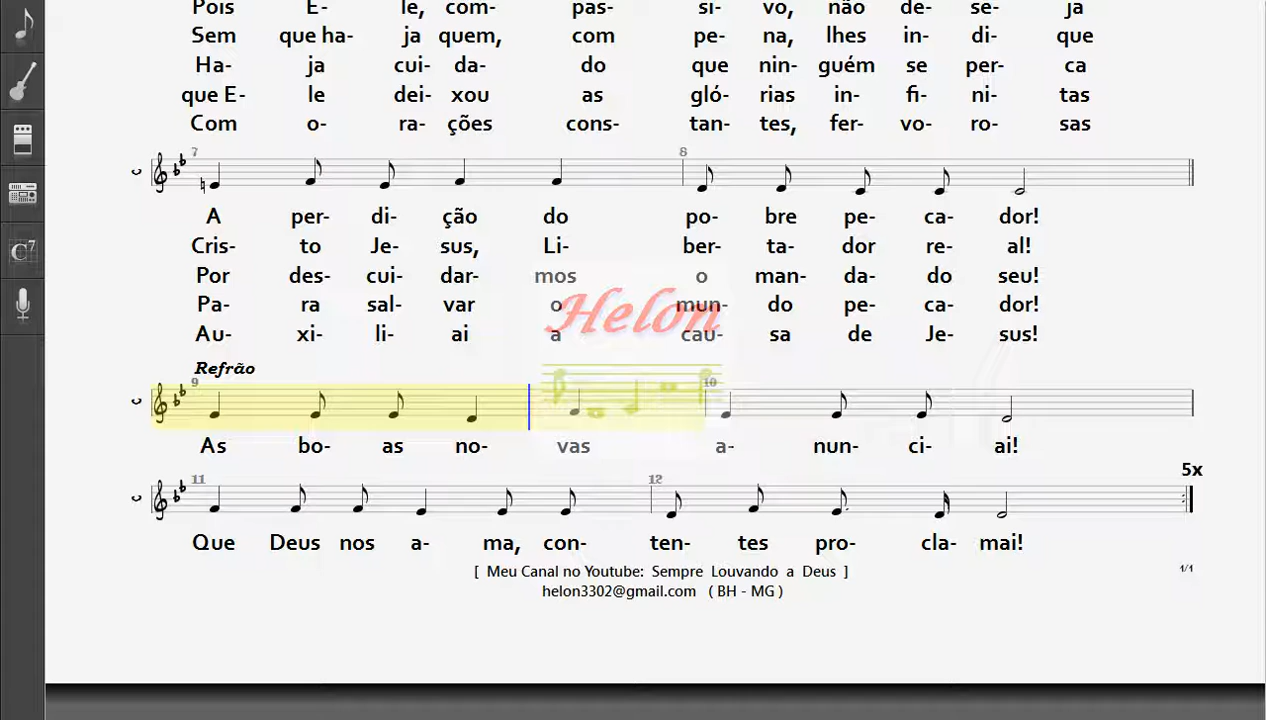 Pois E- le, com- pas- si- vo, não de- se- ja
Sem que ha- ja quem, com pe- na, lhes in- di- que
Ha- ja cui- da- do que nin- guém se per- ca
que E- le dei- xou as gló- rias in- fi- ni- tas
Com o- ra- ções cons- tan- tes, fer- vo- ro- sas
7 8
A per- di- ção do po- bre pe- ca- dor!
Cris- to Je- sus, Li- ber- ta- dor re- al!
Por des- cui- dar- mos o man- da- do seu!
Pa- ra sal- var o mun- do pe- ca- dor!
Au- xi- li- ai a cau- sa de Je- sus!
Helon
Refrão
9 10
As bo- as no- vas a- nun- ci- ai!
5x
11 12
Que Deus nos a- ma, con- ten- tes pro- cla- mai!
[ Meu Canal no Youtube: Sempre Louvando a Deus ]
1/1
helon3302@gmail.com ( BH - MG )
C7